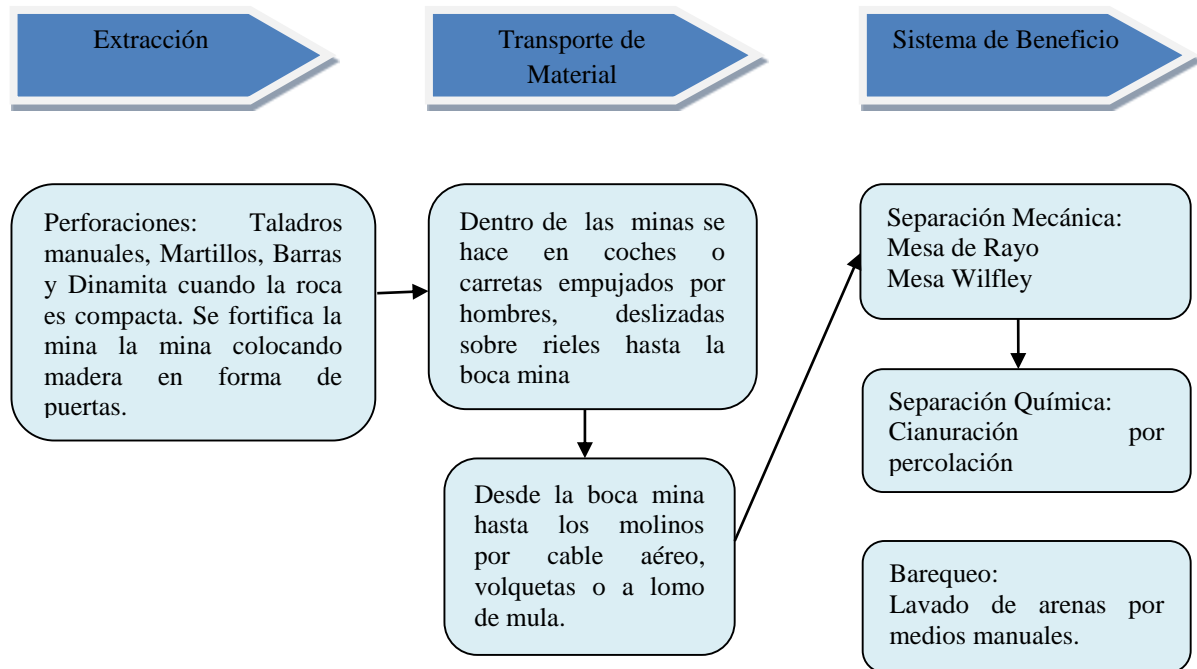 Extracción
Transporte de
Material
Sistema de Beneficio
Perforaciones: Taladros
manuales, Martillos, Barras
y Dinamita cuando la roca
es compacta. Se fortifica la
mina la mina colocando
madera en forma de
puertas.
Dentro de las minas se
hace en coches o
carretas empujados por
hombres, deslizadas
sobre rieles hasta la
boca mina
Desde la boca mina
hasta los molinos
por cable aéreo,
volquetas o a lomo
de mula.
Separación Mecánica:
Mesa de Rayo
Mesa Wilfley
Separación Química:
Cianuración por
percolación
Barequeo:
Lavado de arenas por
medios manuales.